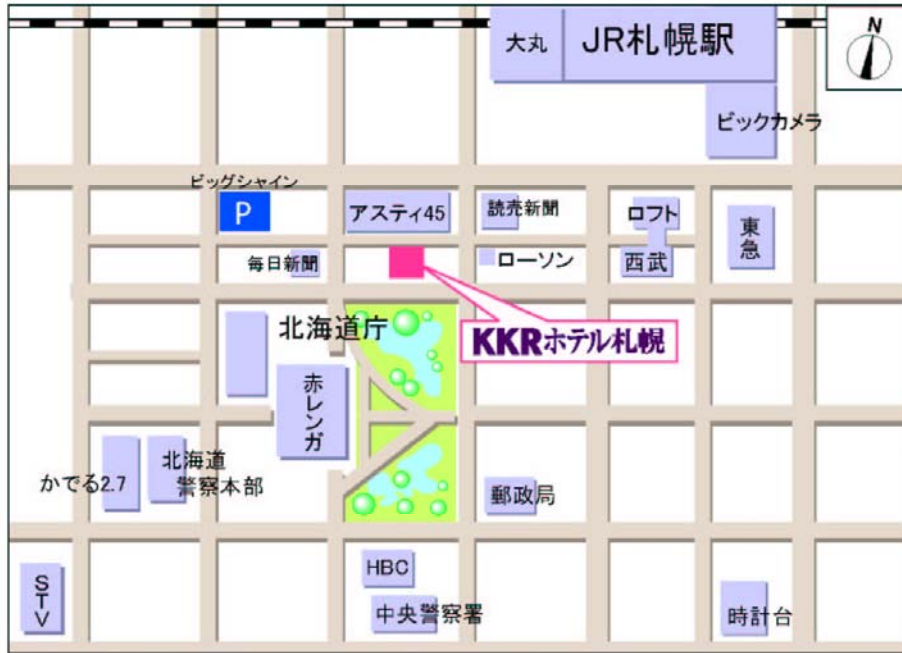 N
大丸
JR札幌駅
ビックカメラ
ビッグシャイン
P
アスティ45
読売新聞
ロフト
東急
毎日新聞
ローソン
西武
KKRホテル札幌
北海道庁
赤レンガ
かでる2.7
北海道
警察本部
郵政局
STV
HBC
中央警察署
時計台